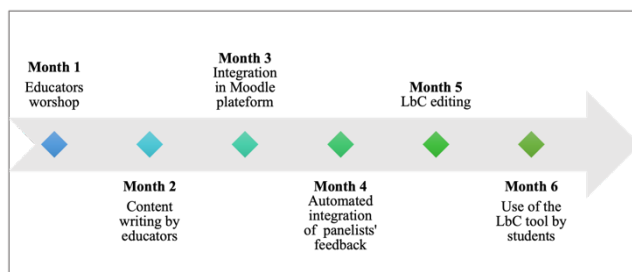 Month 1
Educators
worshop
Month 2
Content
writing by
educators
Month 3
Integration
in Moodle
plateform
Month 4
Automated
integration
of panelists'
feedback
Month 5
LbC editing
Month 6
Use of the
LbC tool by
students